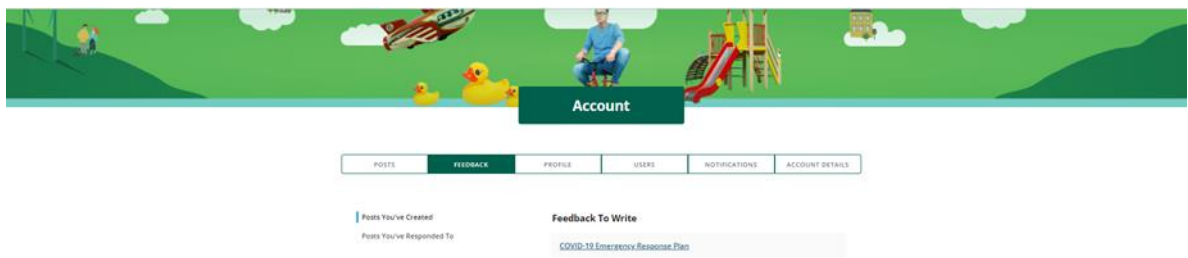 Account
POSTS
FEEDBACK
PROFILE
USERS
NOTIFICATIONS
ACCOUNT DETAILS
Posts You've Created
Posts You've Responded To
Feedback To Write
COVID-19 Emergency Response Plan